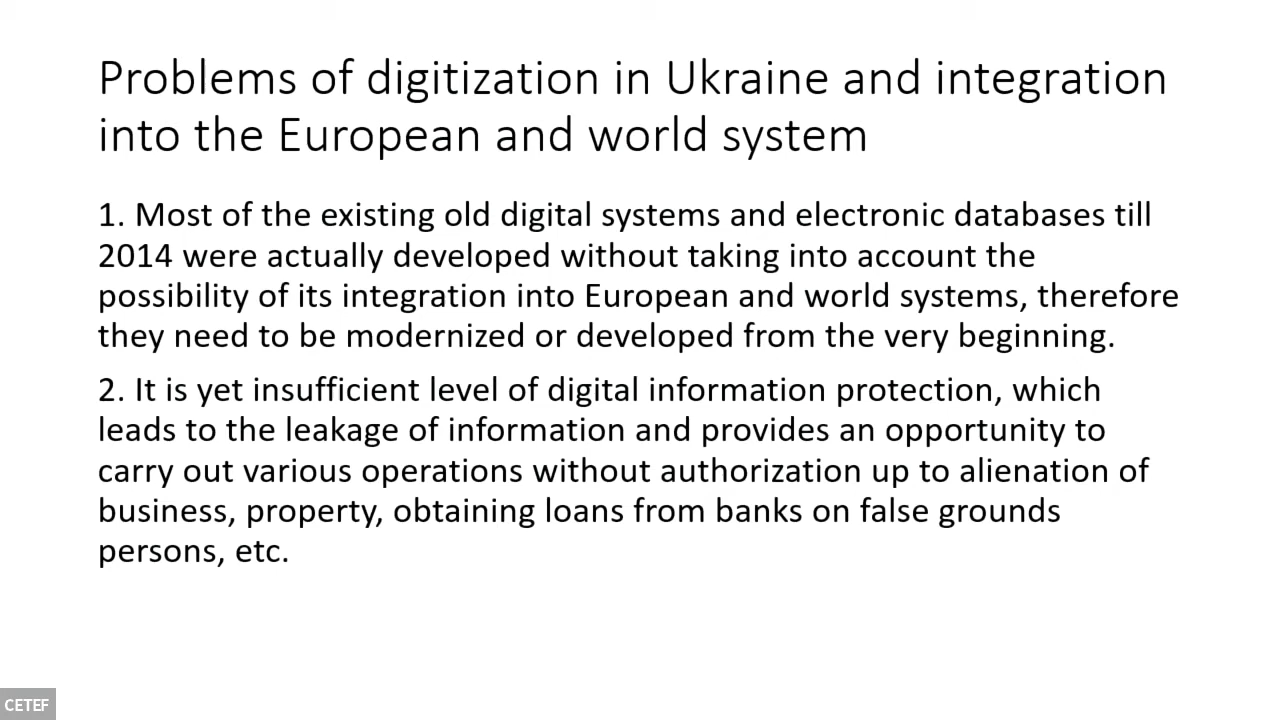 Problems of digitization in Ukraine and integration
into the European and world system
1. Most of the existing old digital systems and electronic databases till
2014 were actually developed without taking into account the
possibility of its integration into European and world systems, therefore
they need to be modernized or developed from the very beginning.
2. It is yet insufficient level of digital information protection, which
leads to the leakage of information and provides an opportunity to
carry out various operations without authorization up to alienation of
business, property, obtaining loans from banks on false grounds
persons, etc.
CETEF